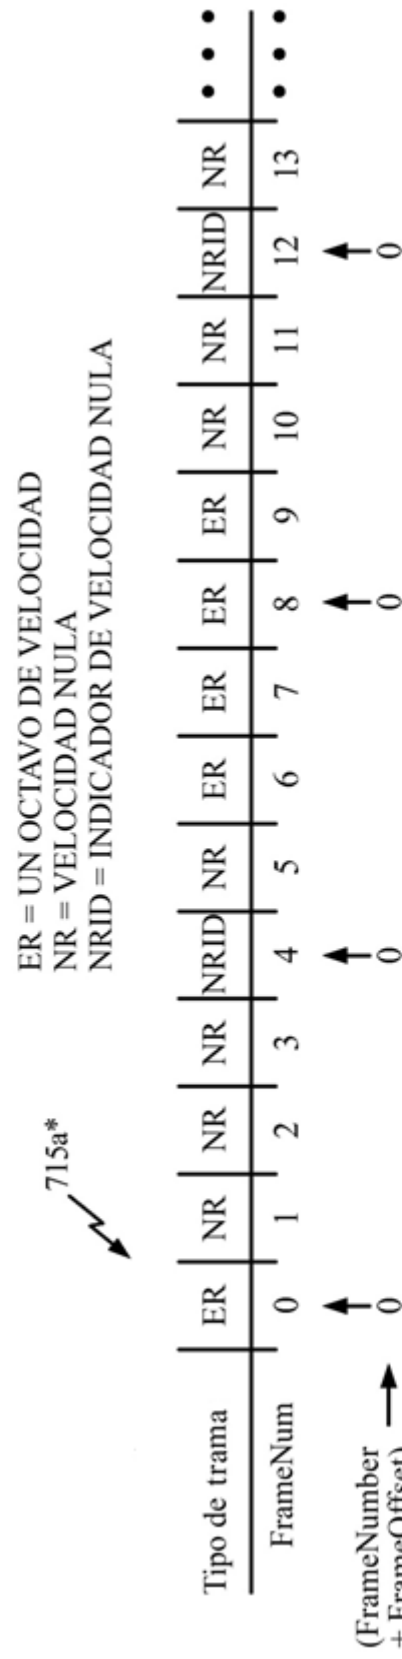 ER = UN OCTAVO DE VELOCIDAD
NR = VELOCIDAD NULA
NRID = INDICADOR DE VELOCIDAD NULA
715a*
Tipo de trama ER NR NR NR NRID NR ER ER ER ER NR NR NRID NR
FrameNum 0 1 2 3 4 5 6 7 8 9 10 11 12 13
(FrameNumber 0 0 0 0
+ FrameOffset)